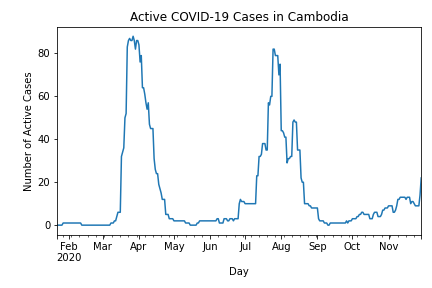 Active COVID-19 Cases in Cambodia
Number of Active Cases
80
60
40
20
0
Feb Mar Apr May Jun Jul Aug Sep Oct Nov
2020
Day